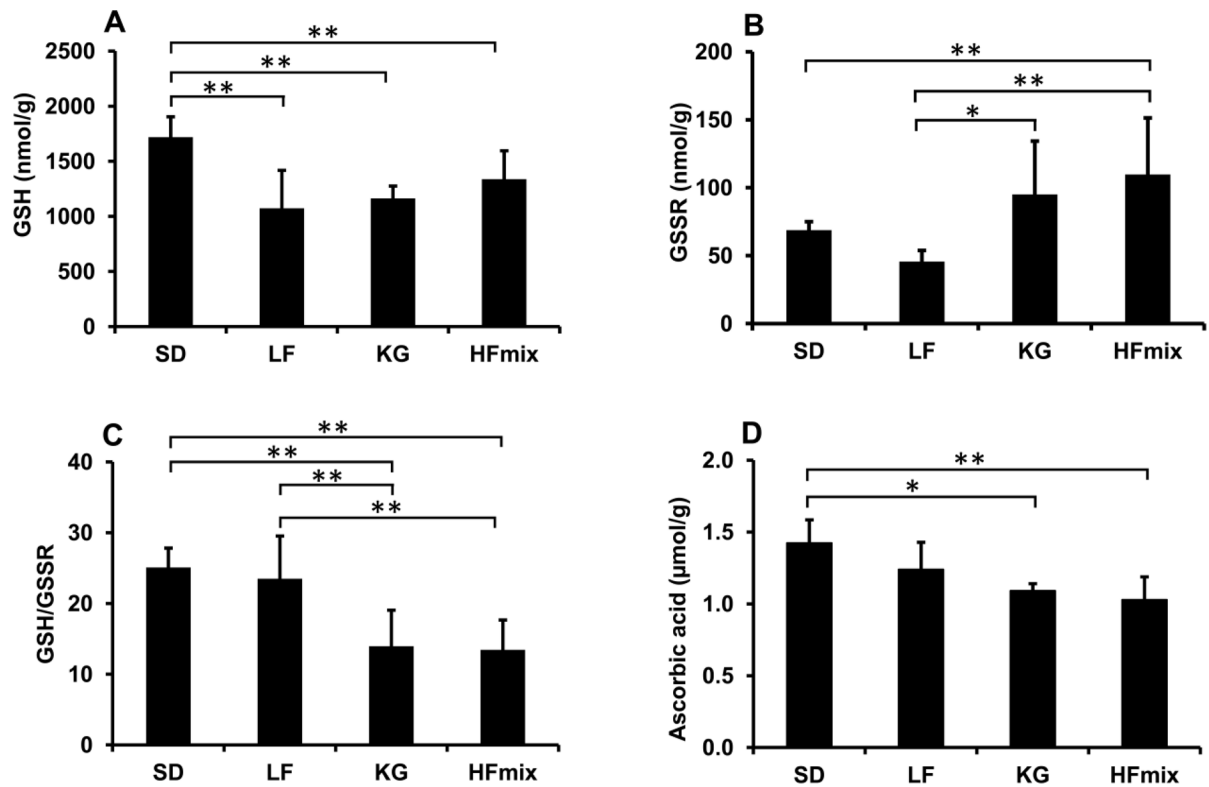 A
GSH (nmol/g)
2500
2000
1500
1000
500
0
**
**
**
SD LF KG HFmix
B
GSSR (nmol/g)
200
150
100
50
0
**
**
*
SD LF KG HFmix
C
GSH/GSSR
40
30
20
10
0
**
**
**
**
SD LF KG HFmix
D
Ascorbic acid (µmol/g)
2.0
1.5
1.0
0.5
0.0
**
*
SD LF KG HFmix